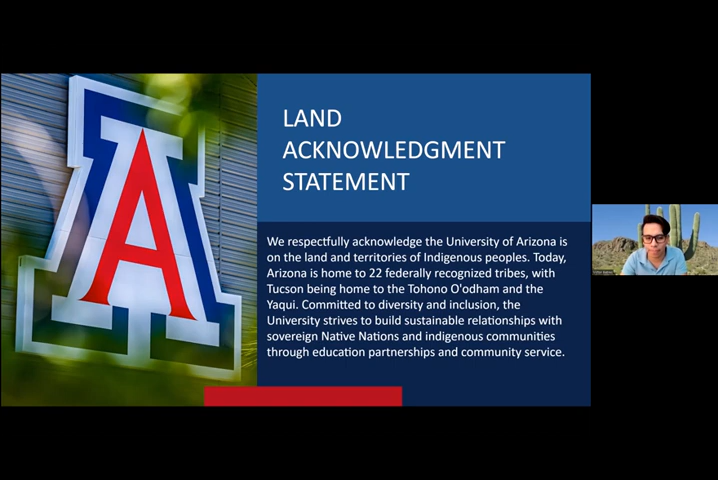 LAND
ACKNOWLEDGMENT
STATEMENT
We respectfully acknowledge the University of Arizona is
on the land and territories of Indigenous peoples. Today,
Arizona is home to 22 federally recognized tribes, with
Tucson being home to the Tohono O'odham and the
Yaqui. Committed to diversity and inclusion, the
University strives to build sustainable relationships with
sovereign Native Nations and indigenous communities
through education partnerships and community service.
A